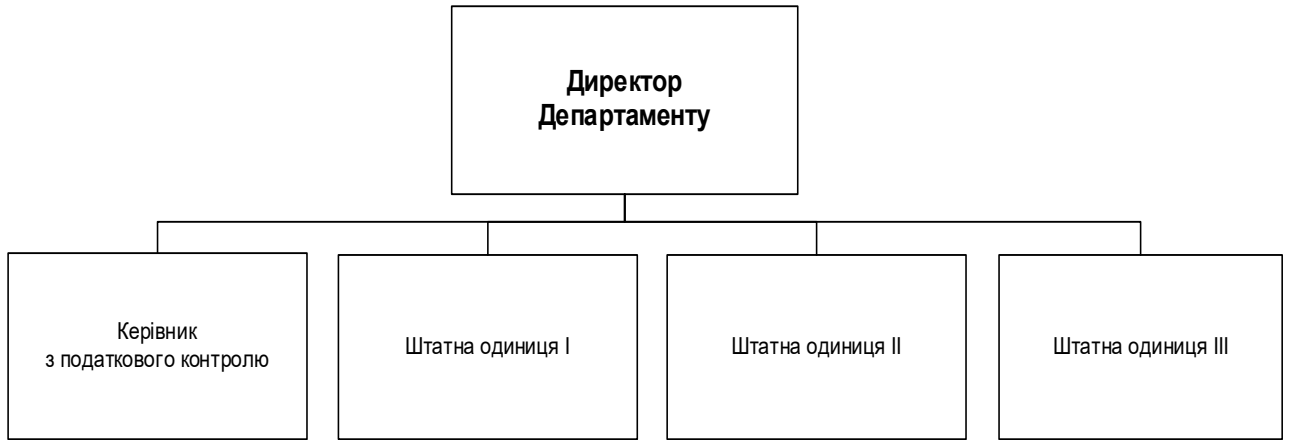 Директор
Департаменту
Керівник
з податкового контролю
Штатна одиниця I
Штатна одиниця II
Штатна одиниця III